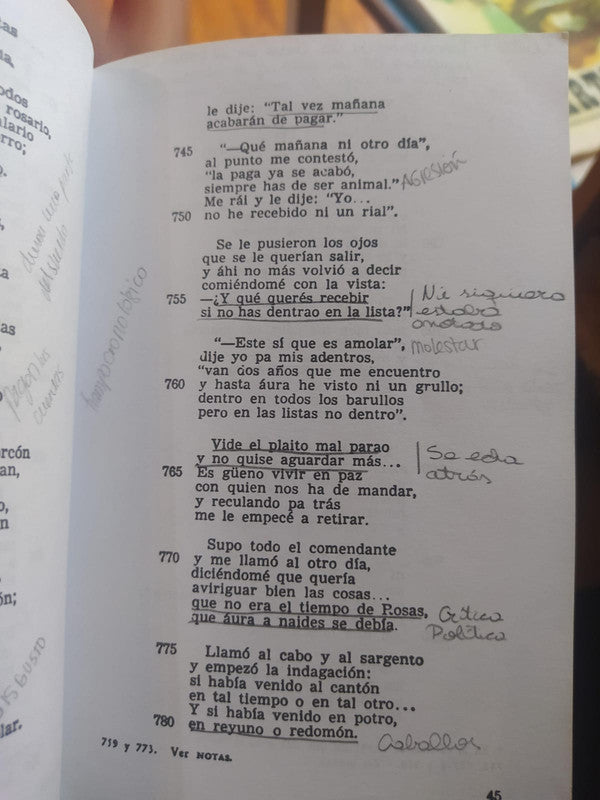 le dije: "Tal vez mañana
acabarán de pagar."
745 "—Qué mañana ni otro día",
al punto me contestó,
"la paga ya se acabó,
siempre has de ser animal." AGRESIÓN
Me rái y le dije: "Yo...
750 no he recebido ni un rial".
Se le pusieron los ojos
que se le querían salir,
y áhi no más volvió a decir
comiéndomé con la vista:
755 —¿Y qué querés recebir
si no has dentrao en la lista?"
Ni siquiera
estaba
anotado
"—Este sí que es amolar", molestar
dije yo pa mis adentros,
"van dos años que me encuentro
760 y hasta áura he visto ni un grullo;
dentro en todos los barullos
pero en las listas no dentro".
Vide el plaito mal parao
y no quise aguardar más...
Se echa
atrás
765 Es güeno vivir en paz
con quien nos ha de mandar,
y reculando pa trás
me le empecé a retirar.
Supo todo el comendante
770 y me llamó al otro día,
diciéndomé que quería
aviriguar bien las cosas...
que no era el tiempo de Rosas,
que áura a naides se debía.
Crítica
Política
775 Llamó al cabo y al sargento
y empezó la indagación:
si había venido al cantón
en tal tiempo o en tal otro...
Y si había venido en potro,
780 en reyuno o redomón.
Caballos
759 y 773. Ver NOTAS.
45